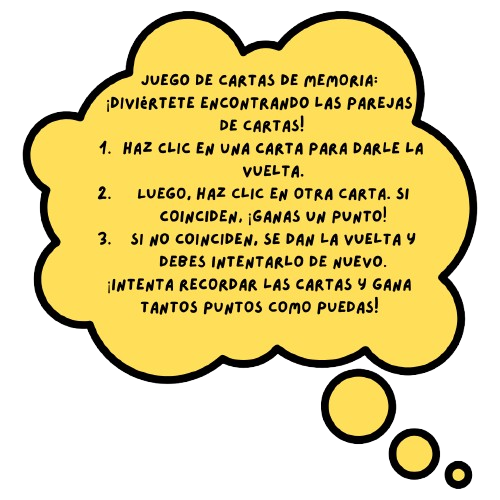 JUEGO DE CARTAS DE MEMORIA:
¡DIVIÉRTETE ENCONTRANDO LAS PAREJAS
DE CARTAS!
1. HAZ CLIC EN UNA CARTA PARA DARLE LA
VUELTA.
2. LUEGO, HAZ CLIC EN OTRA CARTA. SI
COINCIDEN, ¡GANAS UN PUNTO!
3. SI NO COINCIDEN, SE DAN LA VUELTA Y
DEBES INTENTARLO DE NUEVO.
¡INTENTA RECORDAR LAS CARTAS Y GANA
TANTOS PUNTOS COMO PUEDAS!